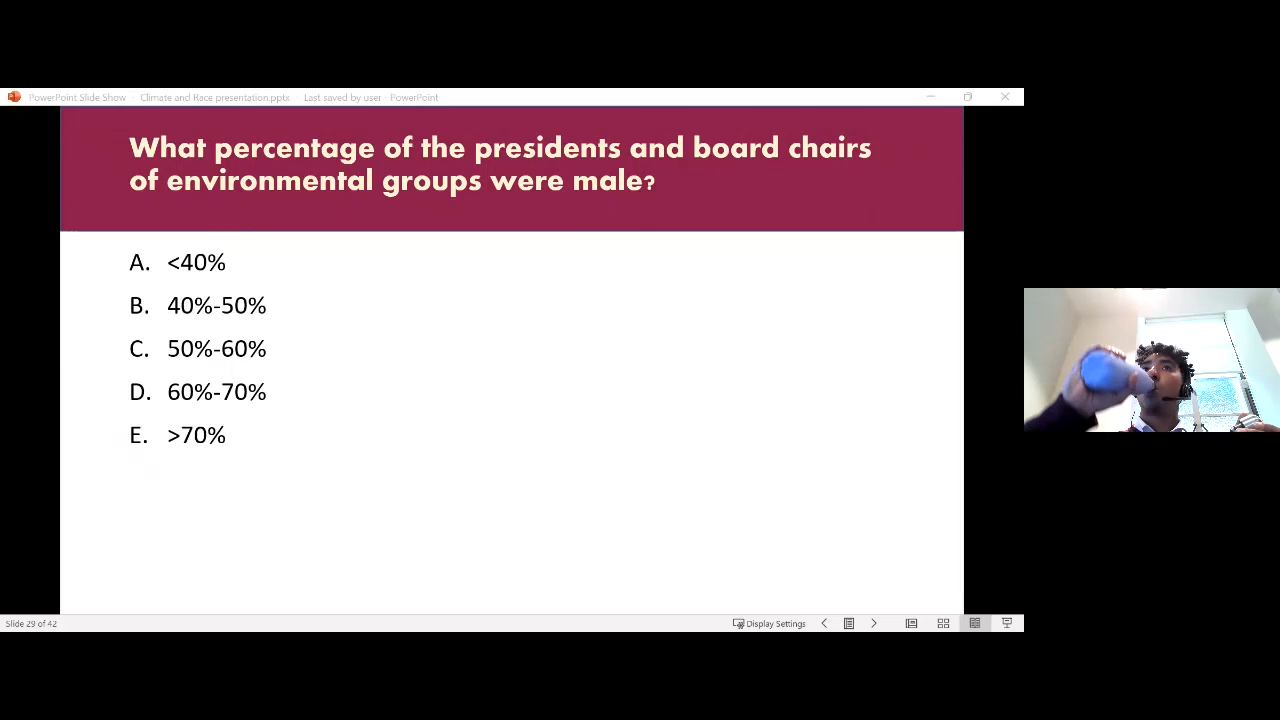 PowerPoint Slide Show - Climate and Race presentation.pptx - Last saved by user - PowerPoint
What percentage of the presidents and board chairs
of environmental groups were male?
A. <40%
B. 40%-50%
C. 50%-60%
D. 60%-70%
E. >70%
Slide 29 of 42
Display Settings